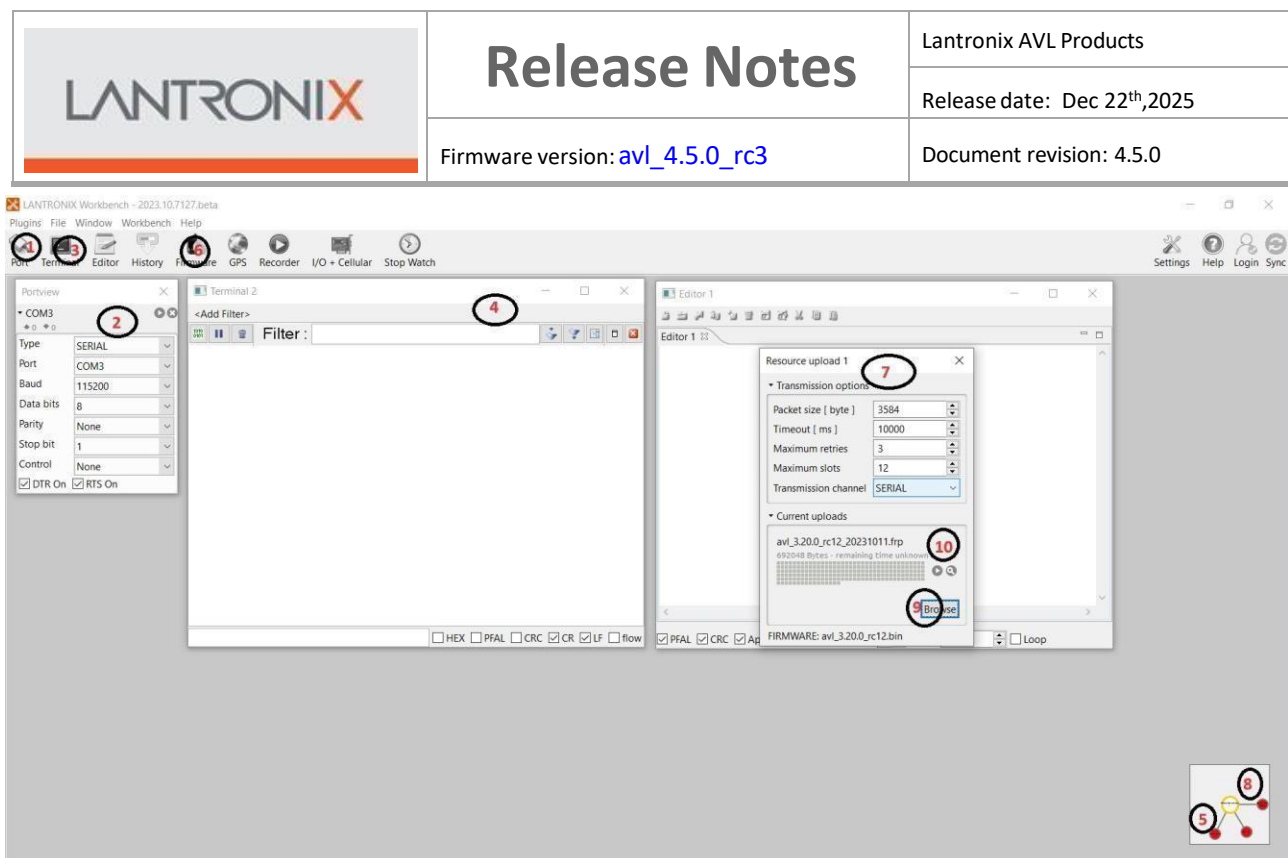 LANTRONIX
Release Notes
Lantronix AVL Products
Release date: Dec 22th,2025
Firmware version: avl_4.5.0_rc3
Document revision: 4.5.0
LANTRONIX Workbench - 2023.10.7127.beta
Plugins File Window Workbench Help
1 3 6
Port Editor History GPS Recorder I/O + Cellular Stop Watch
Settings Help Login Sync
Portview
COM3
0 0
2
Type SERIAL
Port COM3
Baud 115200
Data bits 8
Parity None
Stop bit 1
Control None
DTR On RTS On
Terminal 2
4
<Add Filter>
Filter :
HEX PFAL CRC CR LF flow
Editor 1
Editor 1
Resource upload 1
7
Transmission options
Packet size [ byte ] 3584
Timeout [ ms ] 10000
Maximum retries 3
Maximum slots 12
Transmission channel SERIAL
Current uploads
avl_3.20.0_rc12_20231011.frp
10
692048 Bytes - remaining time unknown
9 Browse
FIRMWARE: avl_3.20.0_rc12.bin
PFAL CRC Loop
8
5